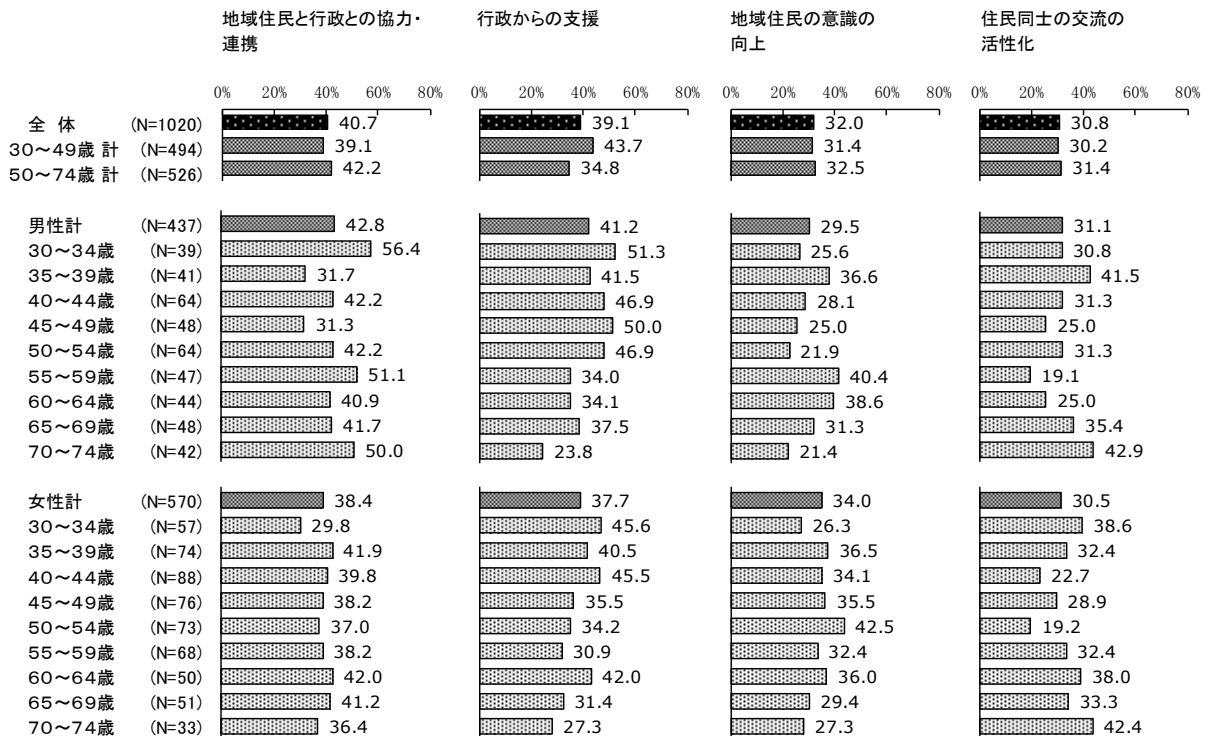 地域住民と行政との協力・
連携
行政からの支援
地域住民の意識の
向上
住民同士の交流の
活性化
0% 20% 40% 60% 80% 0% 20% 40% 60% 80% 0% 20% 40% 60% 80% 0% 20% 40% 60% 80%
全 体 (N=1020) 40.7 39.1 32.0 30.8
30～49歳 計 (N=494) 39.1 43.7 31.4 30.2
50～74歳 計 (N=526) 42.2 34.8 32.5 31.4
男性計 (N=437) 42.8 41.2 29.5 31.1
30～34歳 (N=39) 56.4 51.3 25.6 30.8
35～39歳 (N=41) 31.7 41.5 36.6 41.5
40～44歳 (N=64) 42.2 46.9 28.1 31.3
45～49歳 (N=48) 31.3 50.0 25.0 25.0
50～54歳 (N=64) 42.2 46.9 21.9 31.3
55～59歳 (N=47) 51.1 34.0 40.4 19.1
60～64歳 (N=44) 40.9 34.1 38.6 25.0
65～69歳 (N=48) 41.7 37.5 31.3 35.4
70～74歳 (N=42) 50.0 23.8 21.4 42.9
女性計 (N=570) 38.4 37.7 34.0 30.5
30～34歳 (N=57) 29.8 45.6 26.3 38.6
35～39歳 (N=74) 41.9 40.5 36.5 32.4
40～44歳 (N=88) 39.8 45.5 34.1 22.7
45～49歳 (N=76) 38.2 35.5 35.5 28.9
50～54歳 (N=73) 37.0 34.2 42.5 19.2
55～59歳 (N=68) 38.2 30.9 32.4 32.4
60～64歳 (N=50) 42.0 42.0 36.0 38.0
65～69歳 (N=51) 41.2 31.4 29.4 33.3
70～74歳 (N=33) 36.4 27.3 27.3 42.4